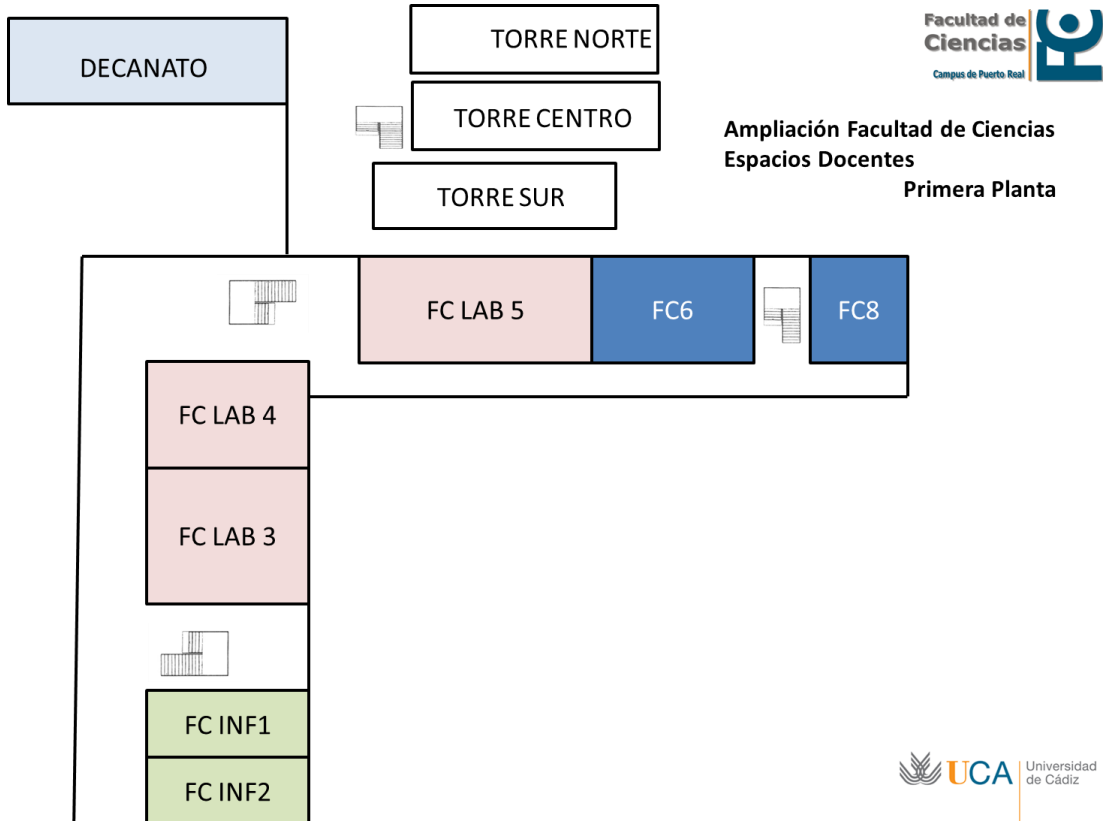 DECANATO
TORRE NORTE
TORRE CENTRO
TORRE SUR
Facultad de
Ciencias
Campus de Puerto Real
FC
Ampliación Facultad de Ciencias
Espacios Docentes
Primera Planta
FC LAB 5
FC6
FC8
FC LAB 4
FC LAB 3
FC INF1
FC INF2
UCA
Universidad
de Cádiz